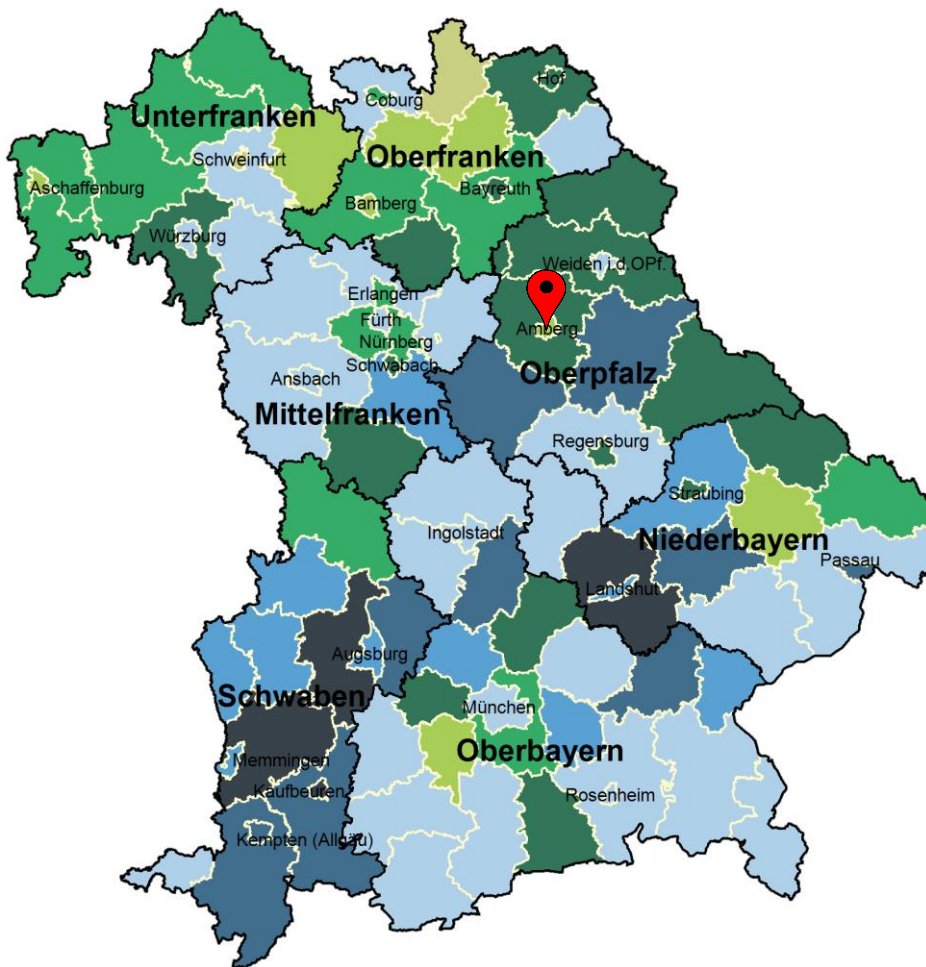 Hof
Coburg
Unterfranken
Oberfranken
Schweinfurt
Aschaffenburg
Bayreuth
Bamberg
Würzburg
Weiden i.d.OPf.
Erlangen
Fürth
Amberg
Nürnberg
Schwabach
Ansbach
Oberpfalz
Mittelfranken
Regensburg
Straubing
Ingolstadt
Niederbayern
Passau
Landshut
Augsburg
Schwaben
München
Oberbayern
Memmingen
Kaufbeuren
Rosenheim
Kempten (Allgäu)